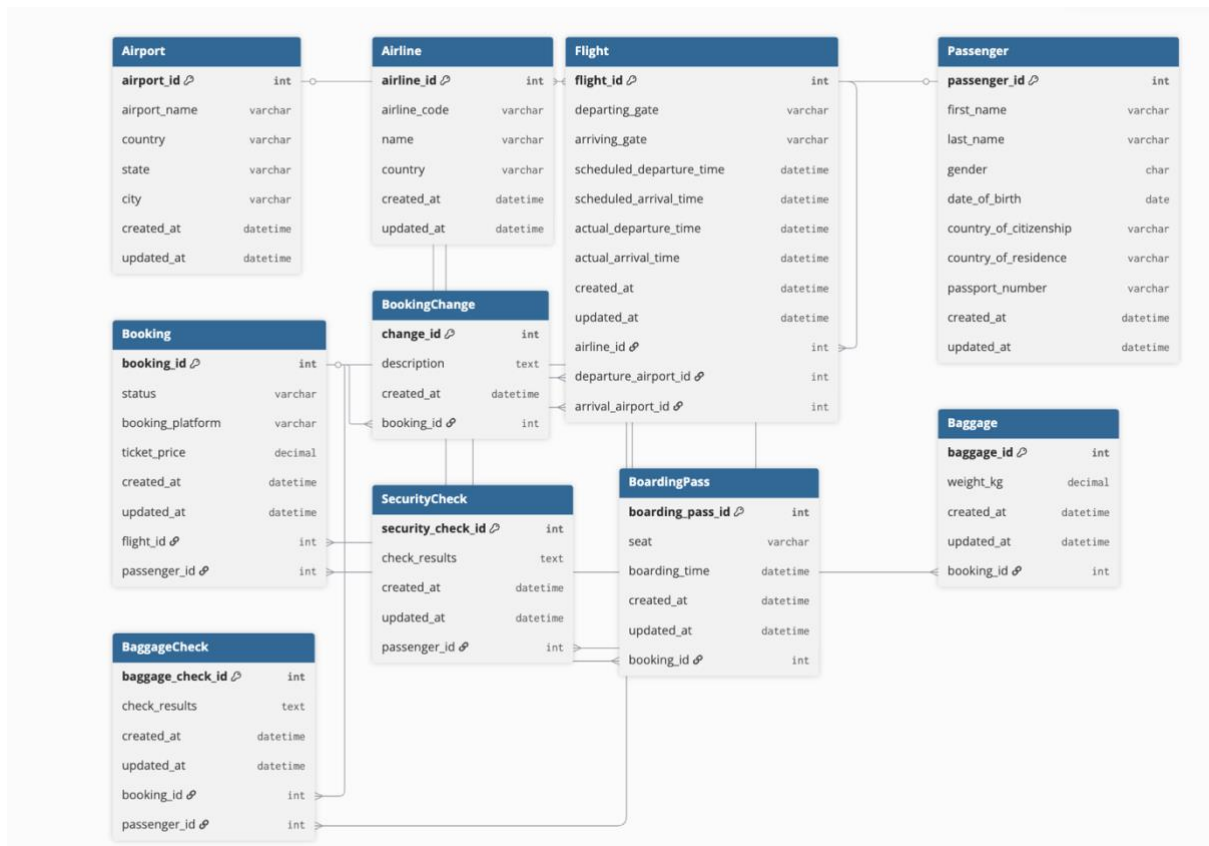 Airport
airport_id int
airport_name varchar
country varchar
state varchar
city varchar
created_at datetime
updated_at datetime
Airline
airline_id int
airline_code varchar
name varchar
country varchar
created_at datetime
updated_at datetime
Flight
flight_id int
departing_gate varchar
arriving_gate varchar
scheduled_departure_time datetime
scheduled_arrival_time datetime
actual_departure_time datetime
actual_arrival_time datetime
created_at datetime
updated_at datetime
airline_id int
departure_airport_id int
arrival_airport_id int
Passenger
passenger_id int
first_name varchar
last_name varchar
gender char
date_of_birth date
country_of_citizenship varchar
country_of_residence varchar
passport_number varchar
created_at datetime
updated_at datetime
Booking
booking_id int
status varchar
booking_platform varchar
ticket_price decimal
created_at datetime
updated_at datetime
flight_id int
passenger_id int
BookingChange
change_id int
description text
created_at datetime
booking_id int
Baggage
baggage_id int
weight_kg decimal
created_at datetime
updated_at datetime
booking_id int
SecurityCheck
security_check_id int
check_results text
created_at datetime
updated_at datetime
passenger_id int
BoardingPass
boarding_pass_id int
seat varchar
boarding_time datetime
created_at datetime
updated_at datetime
booking_id int
BaggageCheck
baggage_check_id int
check_results text
created_at datetime
updated_at datetime
booking_id int
passenger_id int